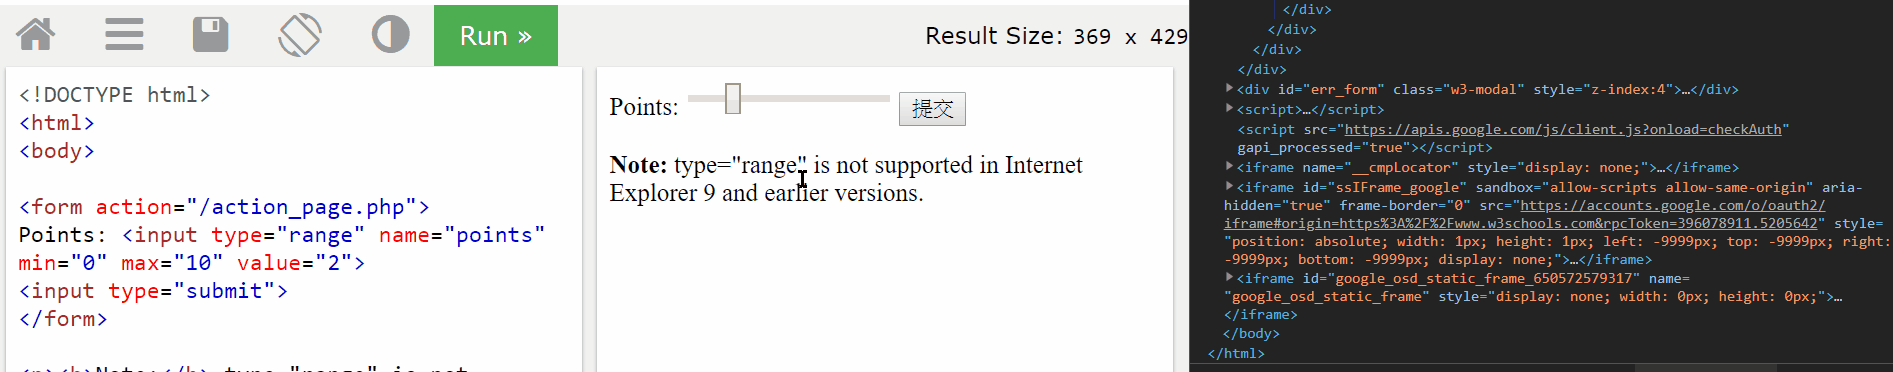 Run »
Result Size: 369 x 429
<!DOCTYPE html>
<html>
<body>
<form action="/action_page.php">
Points: <input type="range" name="points"
min="0" max="10" value="2">
<input type="submit">
</form>
Points:
提交
Note: type="range" is not supported in Internet
Explorer 9 and earlier versions.
</div>
</div>
</div>
</div>
<div id="err_form" class="w3-modal" style="z-index:4">…</div>
<script>…</script>
<script src="https://apis.google.com/js/client.js?onload=checkAuth"
gapi_processed="true"></script>
<iframe name="__cmpLocator" style="display: none;">…</iframe>
<iframe id="ssIFrame_google" sandbox="allow-scripts allow-same-origin" aria-
hidden="true" frame-border="0" src="https://accounts.google.com/o/oauth2/
iframe#origin=https%3A%2F%2Fwww.w3schools.com&rpcToken=396078911.5205642" style=
"position: absolute; width: 1px; height: 1px; left: -9999px; top: -9999px; right:
-9999px; bottom: -9999px; display: none;">…</iframe>
<iframe id="google_osd_static_frame_650572579317" name=
"google_osd_static_frame" style="display: none; width: 0px; height: 0px;">…
</iframe>
</body>
</html>